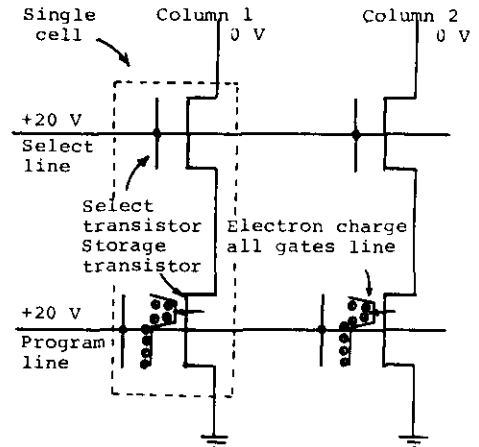 Single
cell
Column 1
0 V
Column 2
0 V
+20 V
Select
line
Select
transistor
Storage
transistor
Electron charge
all gates line
+20 V
Program
line